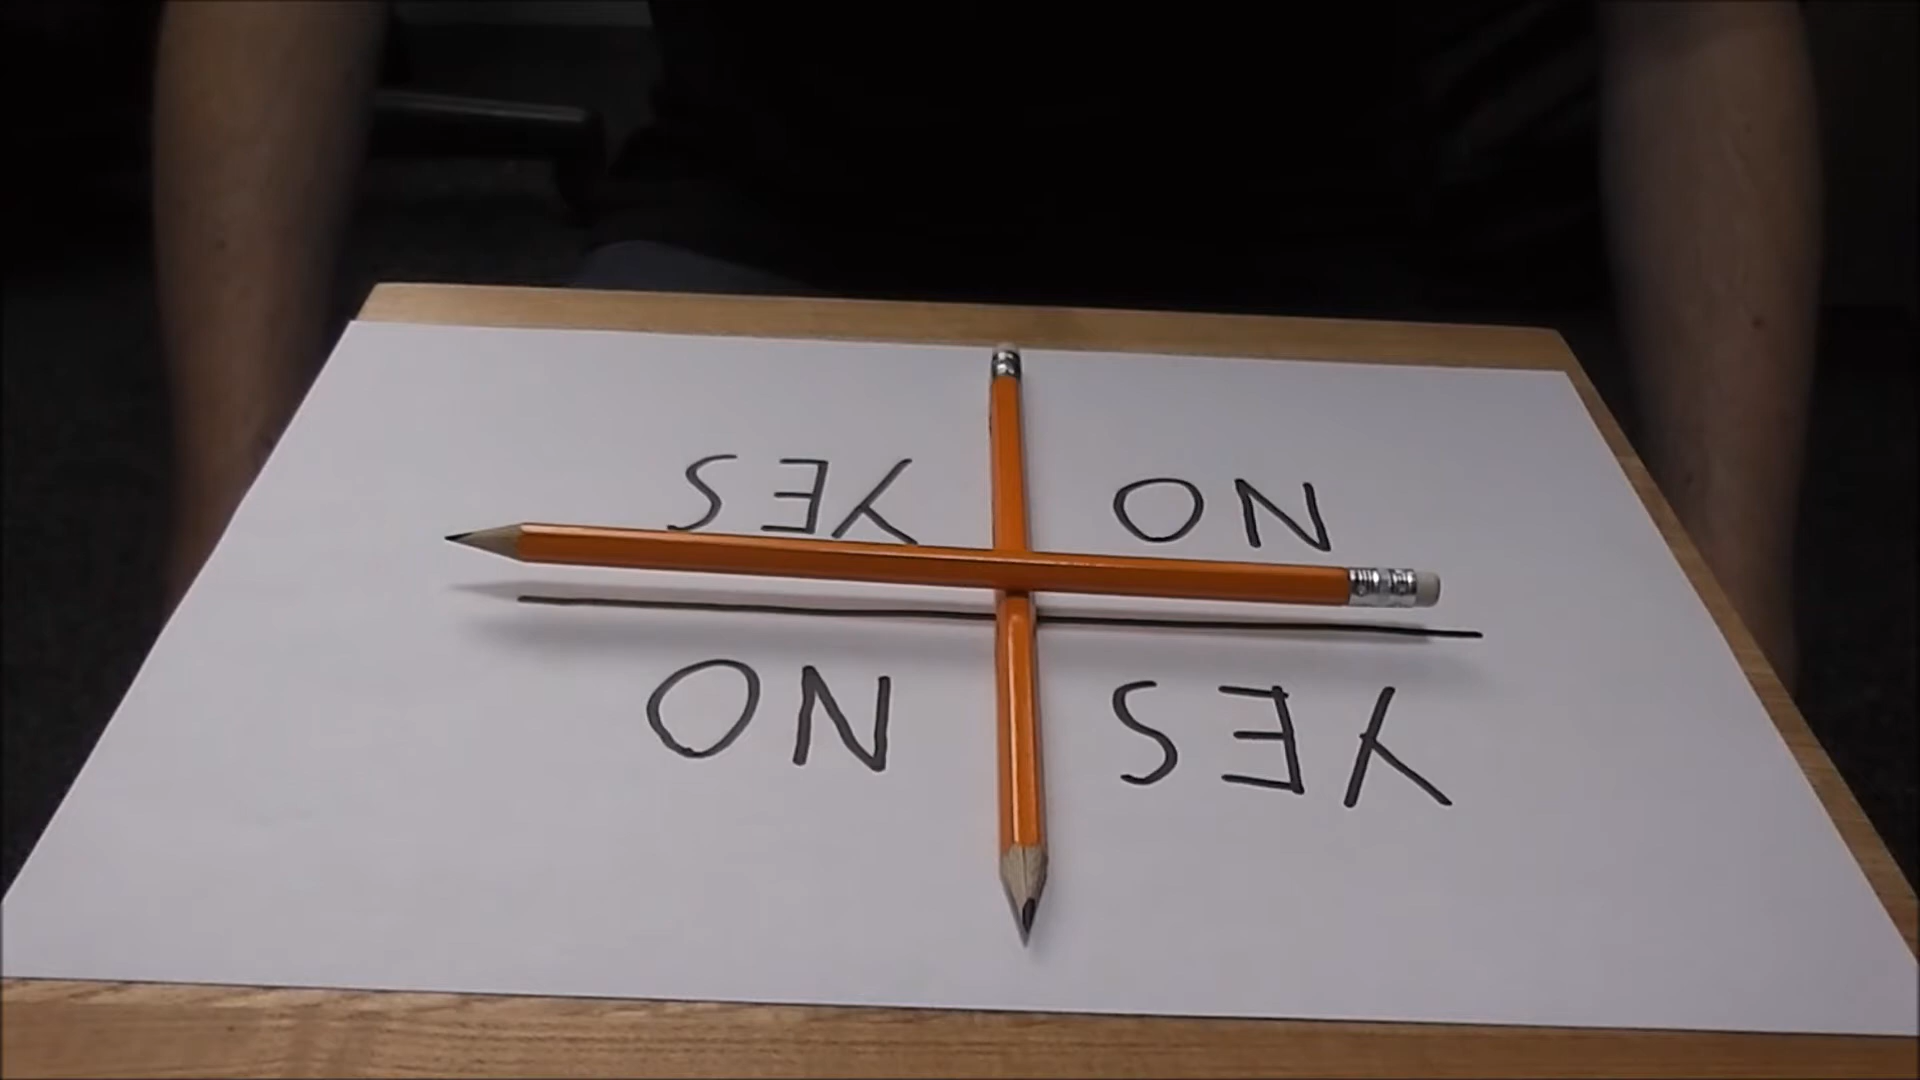 YES NO
NO YES